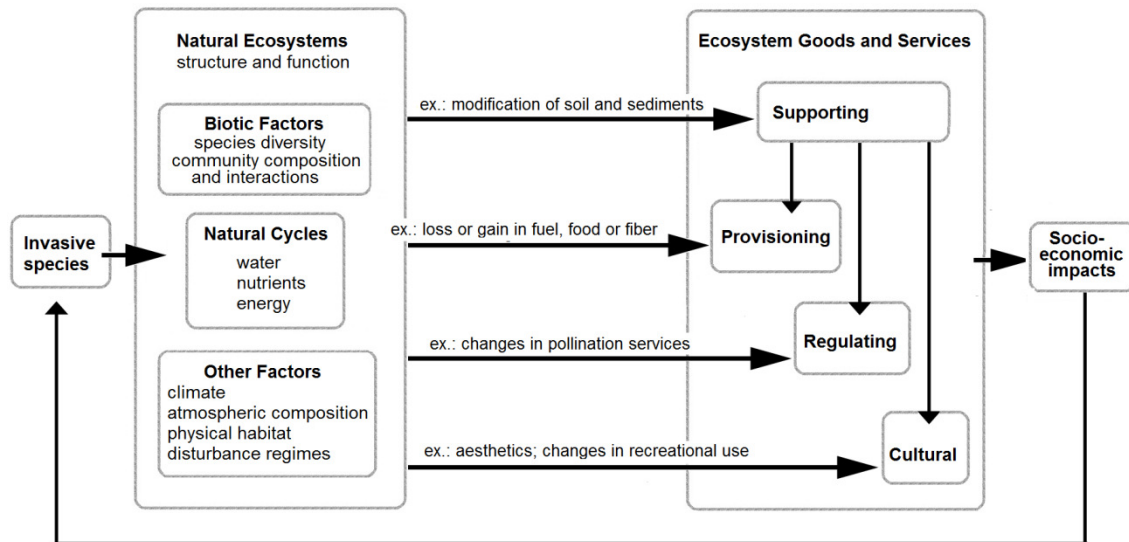 Invasive
species
Natural Ecosystems
structure and function
Biotic Factors
species diversity
community composition
and interactions
Natural Cycles
water
nutrients
energy
Other Factors
climate
atmospheric composition
physical habitat
disturbance regimes
ex.: modification of soil and sediments
ex.: loss or gain in fuel, food or fiber
ex.: changes in pollination services
ex.: aesthetics; changes in recreational use
Ecosystem Goods and Services
Supporting
Provisioning
Regulating
Cultural
Socio-
economic
impacts